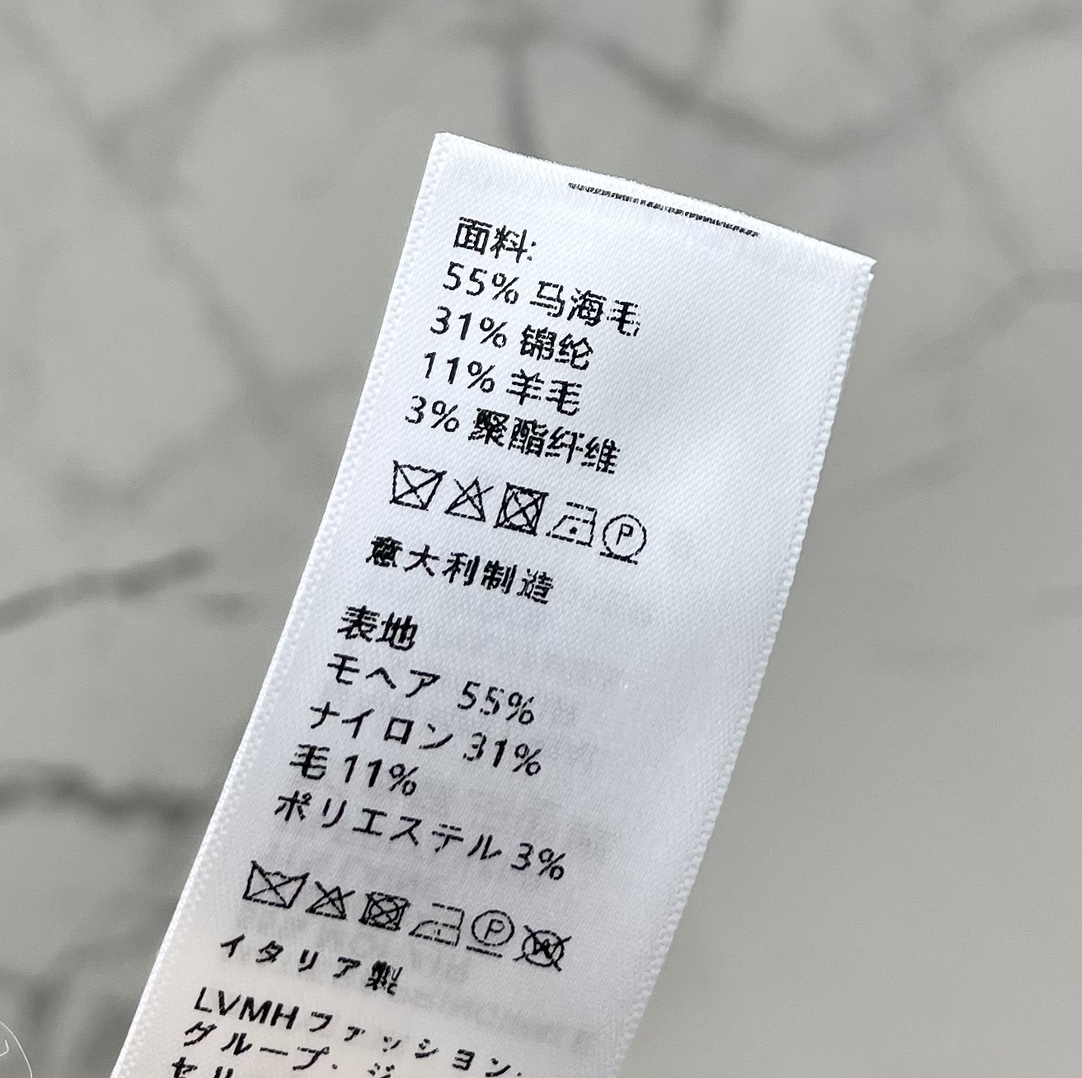 面料:
55% 马海毛
31% 锦纶
11% 羊毛
3% 聚酯纤维
P
意大利制造
表地
モヘア 55%
ナイロン 31%
毛 11%
ポリエステル 3%
P W
イタリア製
LVMHファッション.
グループ. ジ
セリ